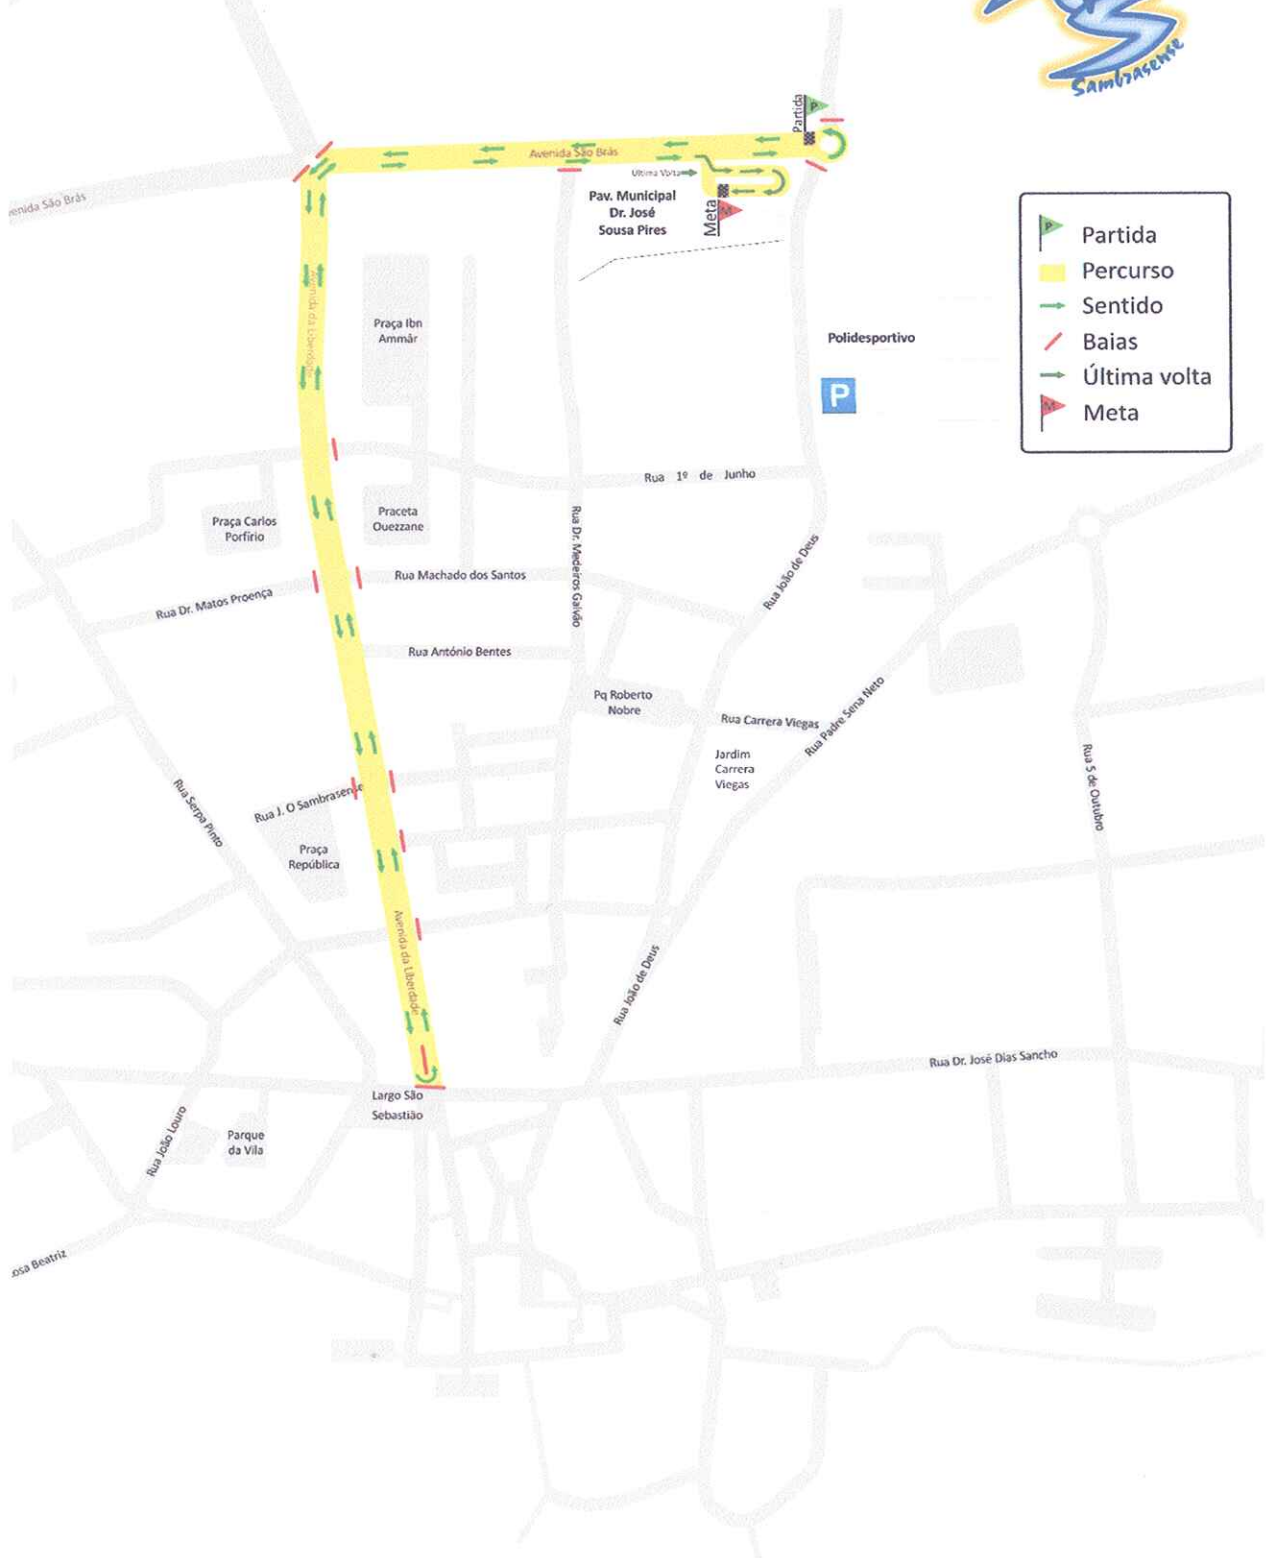 Sambrasense
Partida
P
Avenida São Brás
Última Volta
Pav. Municipal
Dr. José
Sousa Pires
Meta
M
enida São Brás
P
Partida
Percurso
Sentido
Baias
Última volta
M
Meta
Avenida da Liberdade
Praça Ibn
Ammâr
Polidesportivo
P
Rua 1º de Junho
Praça Carlos
Porfírio
Praceta
Ouezzane
Rua Dr. Medeiros Galvão
Rua João de Deus
Rua Machado dos Santos
Rua Dr. Matos Proença
Rua António Bentes
Pq Roberto
Nobre
Rua Carrera Viegas
Rua Padre Sena Neto
Jardim
Carrera
Viegas
Rua 5 de Outubro
Rua Serpa Pinto
Rua J. O Sambrasense
Praça
República
Avenida da Liberdade
Rua João de Deus
Rua Dr. José Dias Sancho
Largo São
Sebastião
Rua João Louro
Parque
da Vila
osa Beatriz